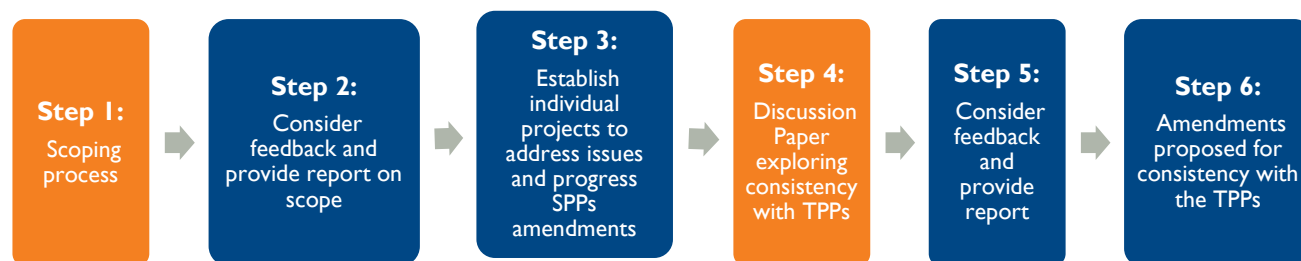 Step 1:
Scoping
process
Step 2:
Consider
feedback and
provide report on
scope
Step 3:
Establish
individual
projects to
address issues
and progress
SPPs
amendments
Step 4:
Discussion
Paper
exploring
consistency
with TPPs
Step 5:
Consider
feedback
and
provide
report
Step 6:
Amendments
proposed for
consistency with
the TPPs